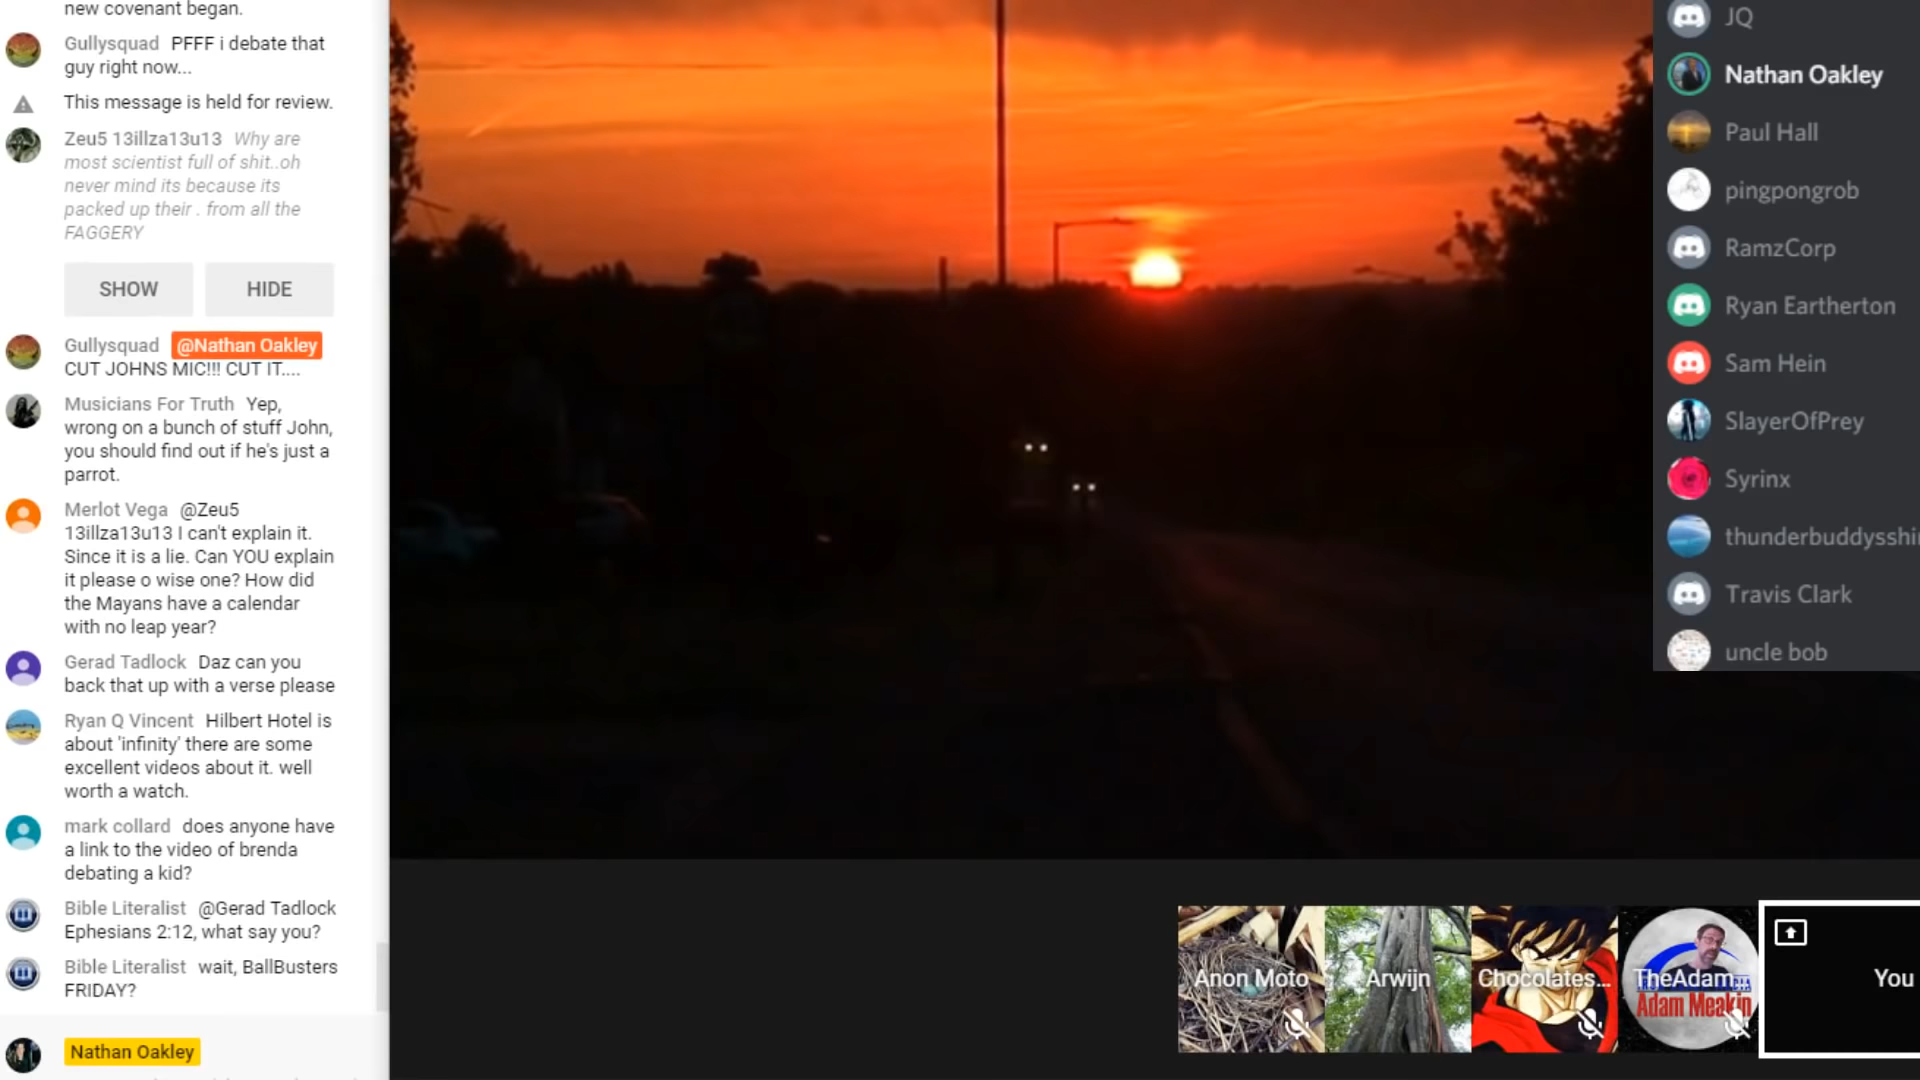 new covenant began.
Gullysquad PFFF i debate that
guy right now...
This message is held for review.
Zeu5 13illza13u13 Why are
most scientist full of shit..oh
never mind its because its
packed up their . from all the
FAGGERY
SHOW HIDE
Gullysquad @Nathan Oakley
CUT JOHNS MIC!!! CUT IT....
Musicians For Truth Yep,
wrong on a bunch of stuff John,
you should find out if he's just a
parrot.
Merlot Vega @Zeu5
13illza13u13 I can't explain it.
Since it is a lie. Can YOU explain
it please o wise one? How did
the Mayans have a calendar
with no leap year?
Gerad Tadlock Daz can you
back that up with a verse please
Ryan Q Vincent Hilbert Hotel is
about 'infinity' there are some
excellent videos about it. well
worth a watch.
mark collard does anyone have
a link to the video of brenda
debating a kid?
Bible Literalist @Gerad Tadlock
Ephesians 2:12, what say you?
Bible Literalist wait, BallBusters
FRIDAY?
Nathan Oakley
JQ
Nathan Oakley
Paul Hall
pingpongrob
RamzCorp
Ryan Eartherton
Sam Hein
SlayerOfPrey
Syrinx
thunderbuddysshi
Travis Clark
uncle bob
Anon Moto
Arwijn
Chocolates...
TheAdam...
Adam Meakin
You